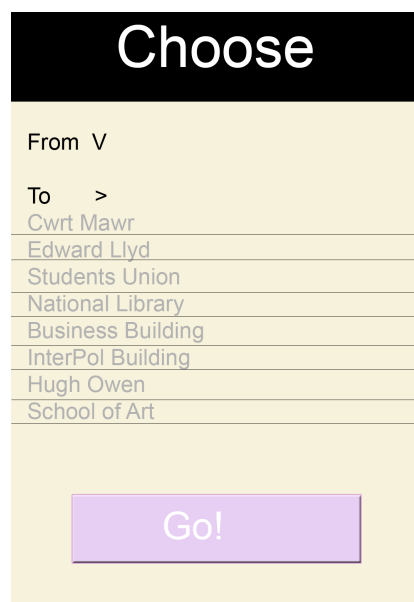 Choose
From V
To >
Cwrt Mawr
Edward Llyd
Students Union
National Library
Business Building
InterPol Building
Hugh Owen
School of Art
Go!